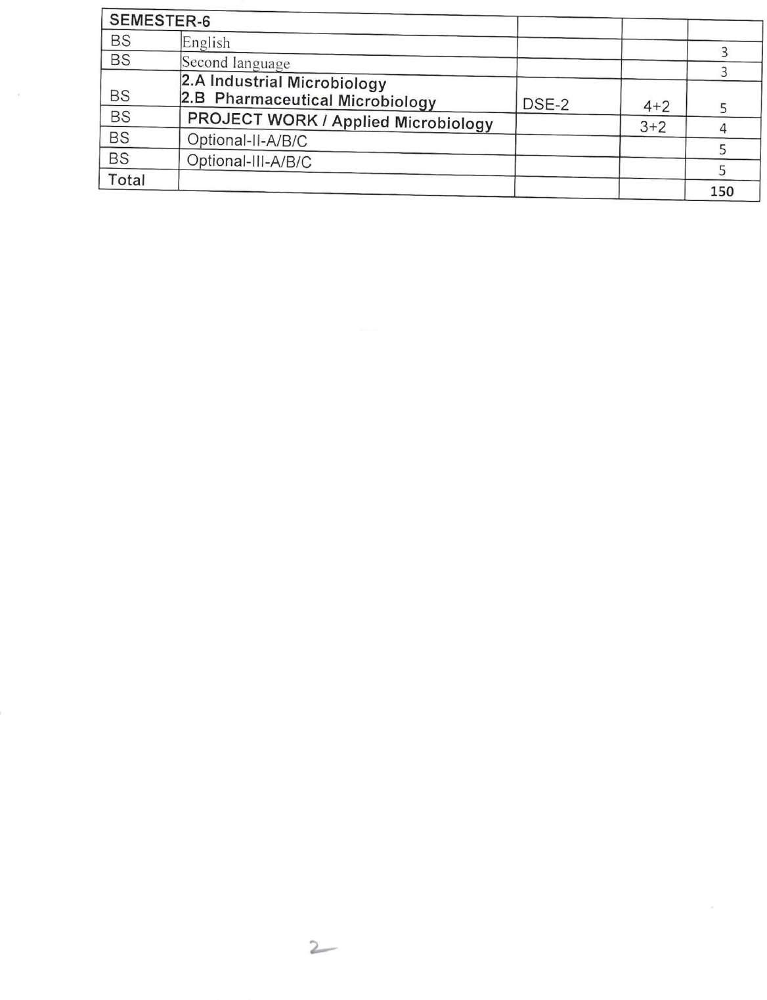 SEMESTER-6
BS English 3
BS Second language 3
2.A Industrial Microbiology
BS 2.B Pharmaceutical Microbiology DSE-2 4+2 5
BS PROJECT WORK / Applied Microbiology 3+2 4
BS Optional-II-A/B/C 5
BS Optional-III-A/B/C 5
Total 150
2